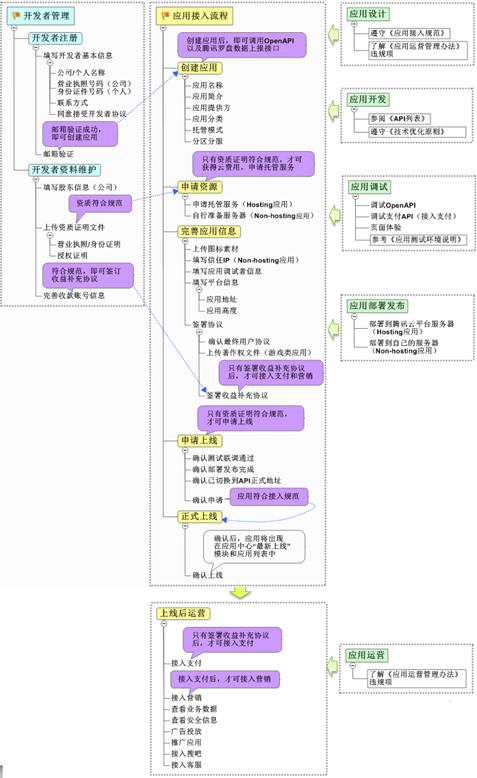 开发者管理
开发者注册
填写开发者基本信息
公司/个人名称
营业执照号码（公司）
身份证件号码（个人）
联系方式
同意接受开发者协议
邮箱验证成功，
即可创建应用
邮箱验证
开发者资料维护
填写股东信息（公司）
资质符合规范
上传资质证明文件
营业执照/身份证明
授权证明
符合规范，即可签订
收益补充协议
完善收款账号信息
应用接入流程
创建应用后，即可调用OpenAPI
以及腾讯罗盘数据上报接口
创建应用
应用名称
应用简介
应用提供方
应用分类
托管模式
分区分服
只有资质证明符合规范，才可
获得云费用，申请托管服务
申请资源
申请托管服务（Hosting应用）
自行准备服务器（Non-hosting应用）
完善应用信息
上传图标素材
填写信任IP（Non-hosting应用）
填写应用调试者信息
填写平台信息
应用地址
应用高度
签署协议
确认最终用户协议
上传著作权文件（游戏类应用）
只有签署收益补充协议
后，才可接入支付和营销
签署收益补充协议
只有资质证明符合规范，
才可申请上线
申请上线
确认测试联调通过
确认部署发布完成
确认已切换到API正式地址
确认申请
应用符合接入规范
正式上线
确认后，应用将出现
在应用中心“最新上线”
模块和应用列表中
确认上线
上线后运营
只有签署收益补充协议
后，才可接入支付
接入支付
接入支付后，才可接入营销
接入营销
查看业务数据
查看安全信息
广告投放
推广应用
接入搜吧
接入客服
应用设计
遵守《应用接入规范》
了解《应用运营管理办法》
违规项
应用开发
参阅《API列表》
遵守《技术优化原则》
应用调试
调试OpenAPI
调试支付API（接入支付）
页面体验
参考《应用测试环境说明》
应用部署发布
部署到腾讯云平台服务器
（Hosting应用）
部署到自己的服务器
（Non-hosting应用）
应用运营
了解《应用运营管理办法》
违规项